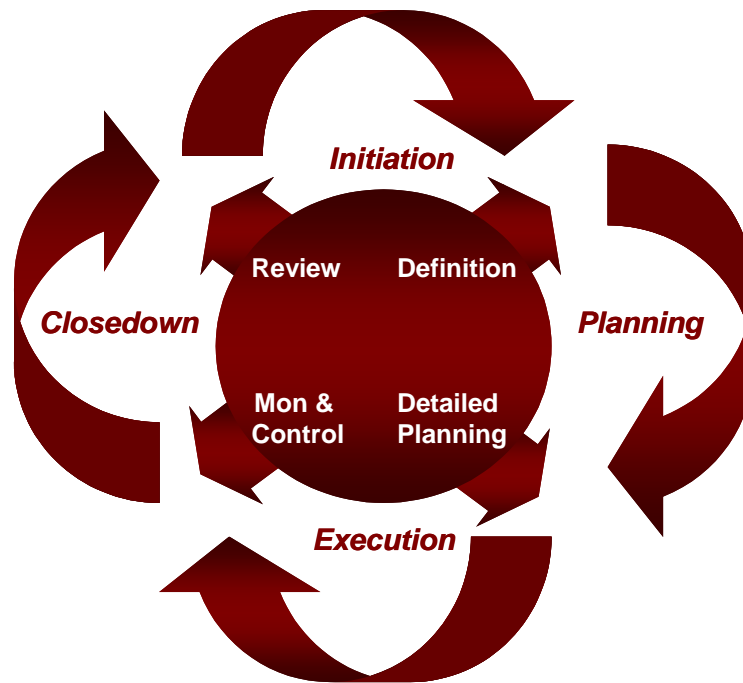 Initiation
Review
Definition
Closedown
Planning
Mon &
Control
Detailed
Planning
Execution